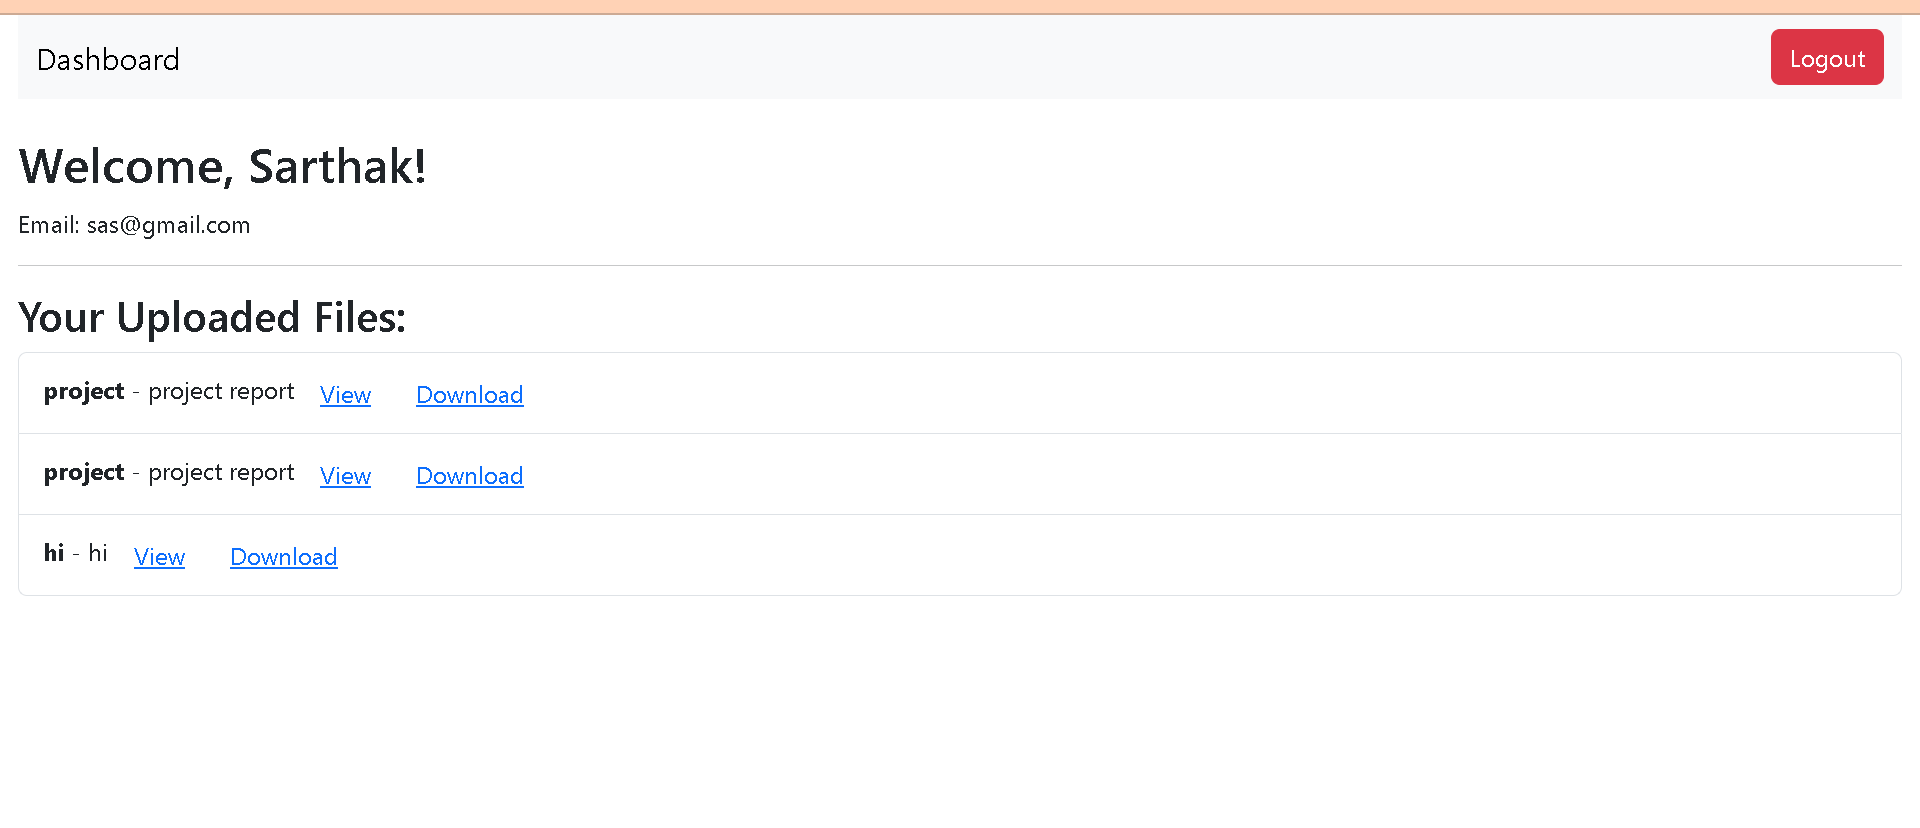 Dashboard Logout
Welcome, Sarthak!
Email: sas@gmail.com
Your Uploaded Files:
project - project report View Download
project - project report View Download
hi - hi View Download